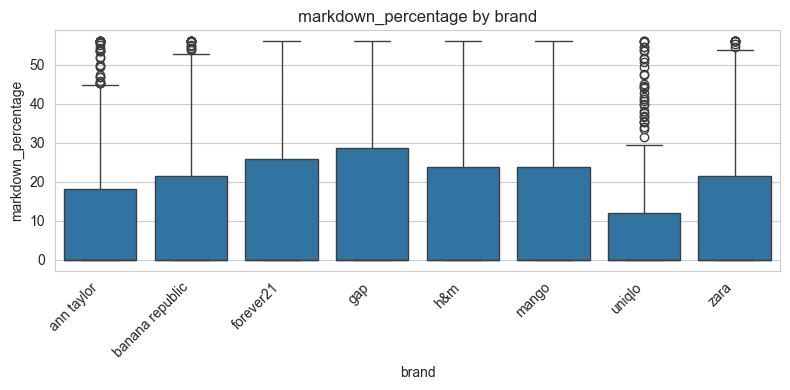 markdown_percentage by brand
markdown_percentage
50
40
30
20
10
0
ann taylor
banana republic
forever21
gap
h&m
mango
uniqlo
zara
brand